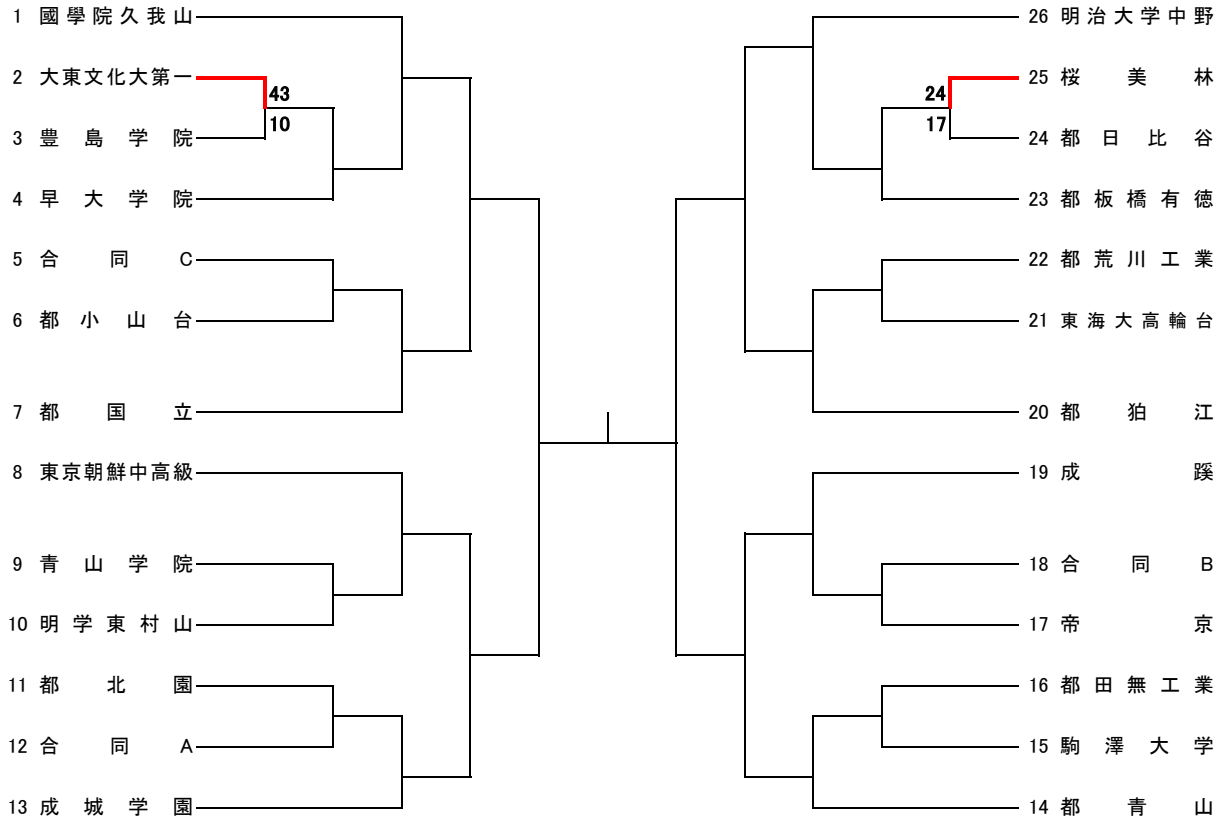 1 國學院久我山
2 大東文化大第一
43
10
3 豊島学院
4 早大学院
5 合同C
6 都小山台
7 都国立
8 東京朝鮮中高級
9 青山学院
10 明学東村山
11 都北園
12 合同A
13 成城学園
26 明治大学中野
25 桜美林
24
17
24 都日比谷
23 都板橋有徳
22 都荒川工業
21 東海大高輪台
20 都狛江
19 成蹊
18 合同B
17 帝京
16 都田無工業
15 駒澤大学
14 都青山